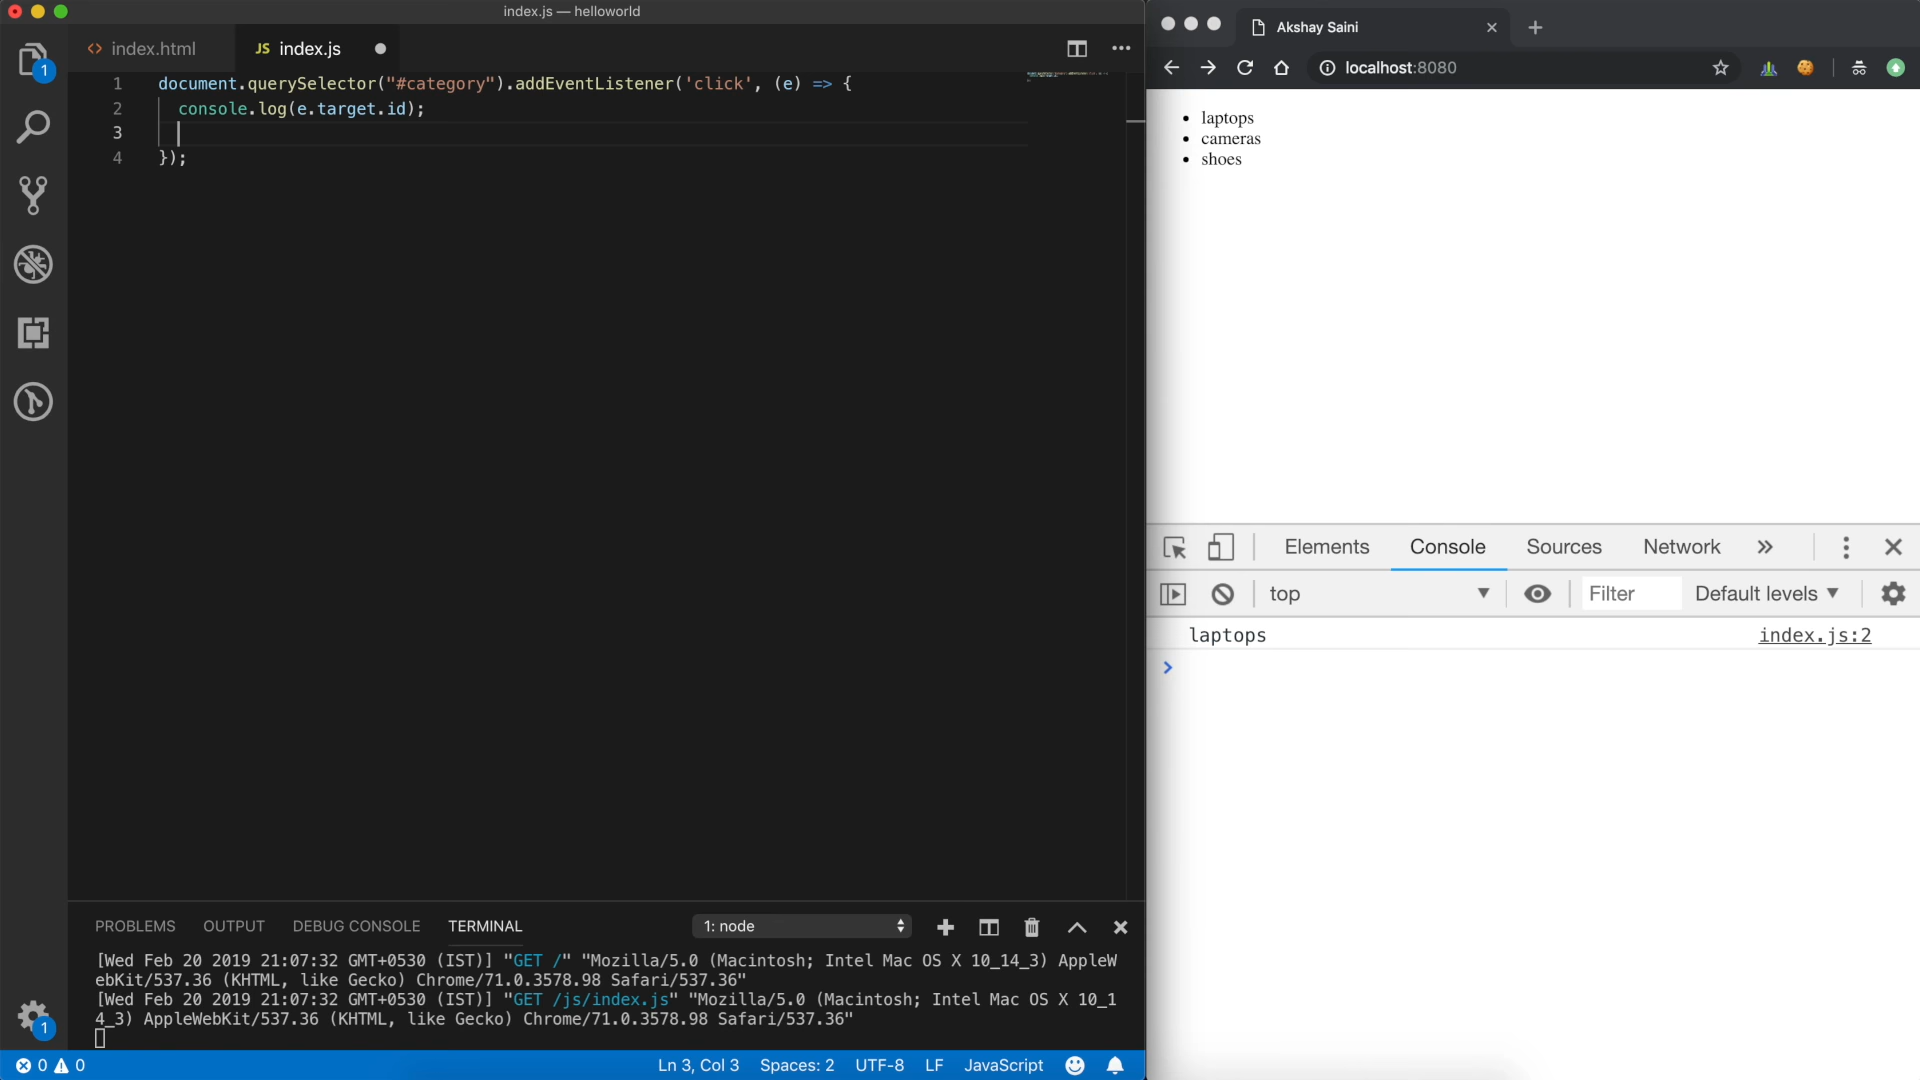 index.js — helloworld
index.html
JS index.js
1 document.querySelector("#category").addEventListener('click', (e) => {
2 console.log(e.target.id);
3
4 });
1
1
PROBLEMS OUTPUT DEBUG CONSOLE TERMINAL 1: node
[Wed Feb 20 2019 21:07:32 GMT+0530 (IST)] "GET /" "Mozilla/5.0 (Macintosh; Intel Mac OS X 10_14_3) AppleW
ebKit/537.36 (KHTML, like Gecko) Chrome/71.0.3578.98 Safari/537.36"
[Wed Feb 20 2019 21:07:32 GMT+0530 (IST)] "GET /js/index.js" "Mozilla/5.0 (Macintosh; Intel Mac OS X 10_1
4_3) AppleWebKit/537.36 (KHTML, like Gecko) Chrome/71.0.3578.98 Safari/537.36"
0 0 Ln 3, Col 3 Spaces: 2 UTF-8 LF JavaScript
Akshay Saini
localhost:8080
• laptops
• cameras
• shoes
Elements Console Sources Network »
top Filter Default levels
laptops index.js:2